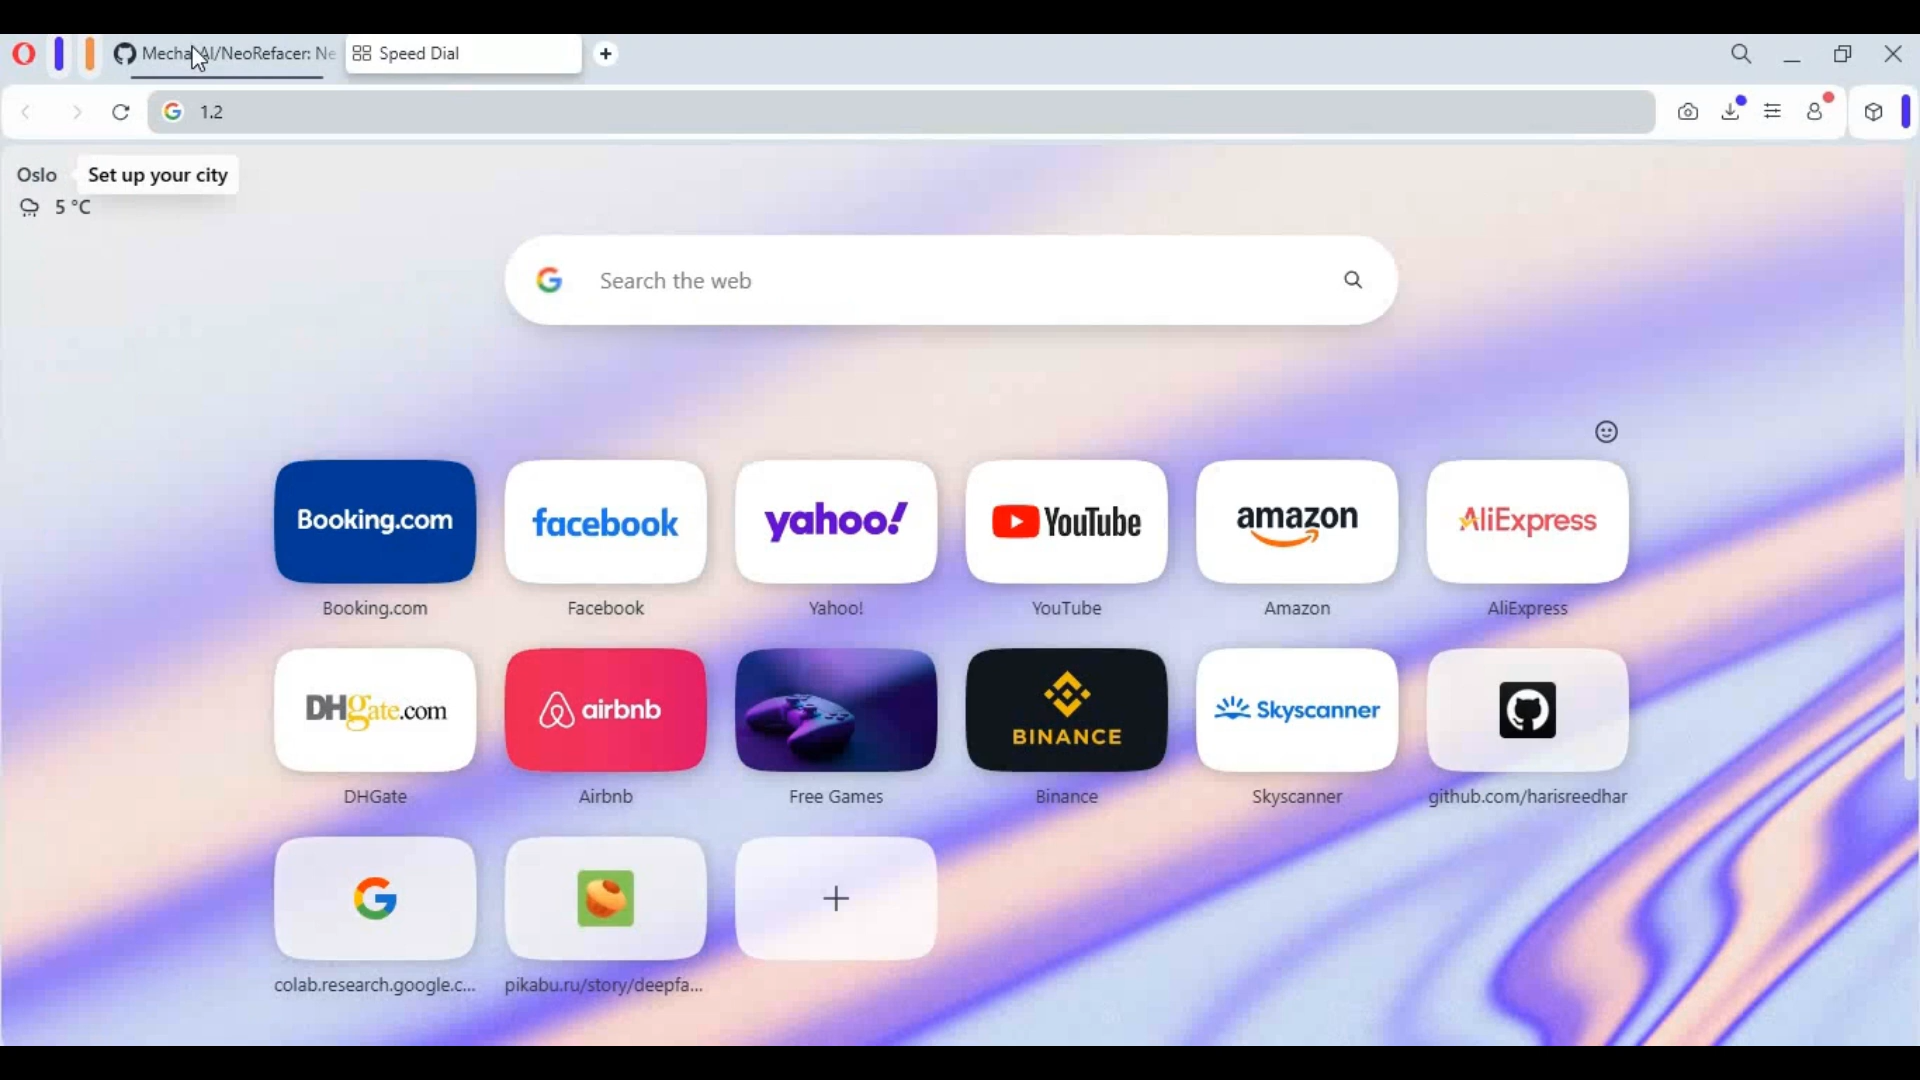 MechasAI/NeoRefacer: Ne
Speed Dial
1.2
Oslo
Set up your city
5 °C
Search the web
Booking.com
facebook
yahoo!
YouTube
amazon
AliExpress
Booking.com
Facebook
Yahoo!
YouTube
Amazon
AliExpress
DHgate.com
airbnb
BINANCE
Skyscanner
DHGate
Airbnb
Free Games
Binance
Skyscanner
github.com/harisreedhar
colab.research.google.c...
pikabu.ru/story/deepfa...